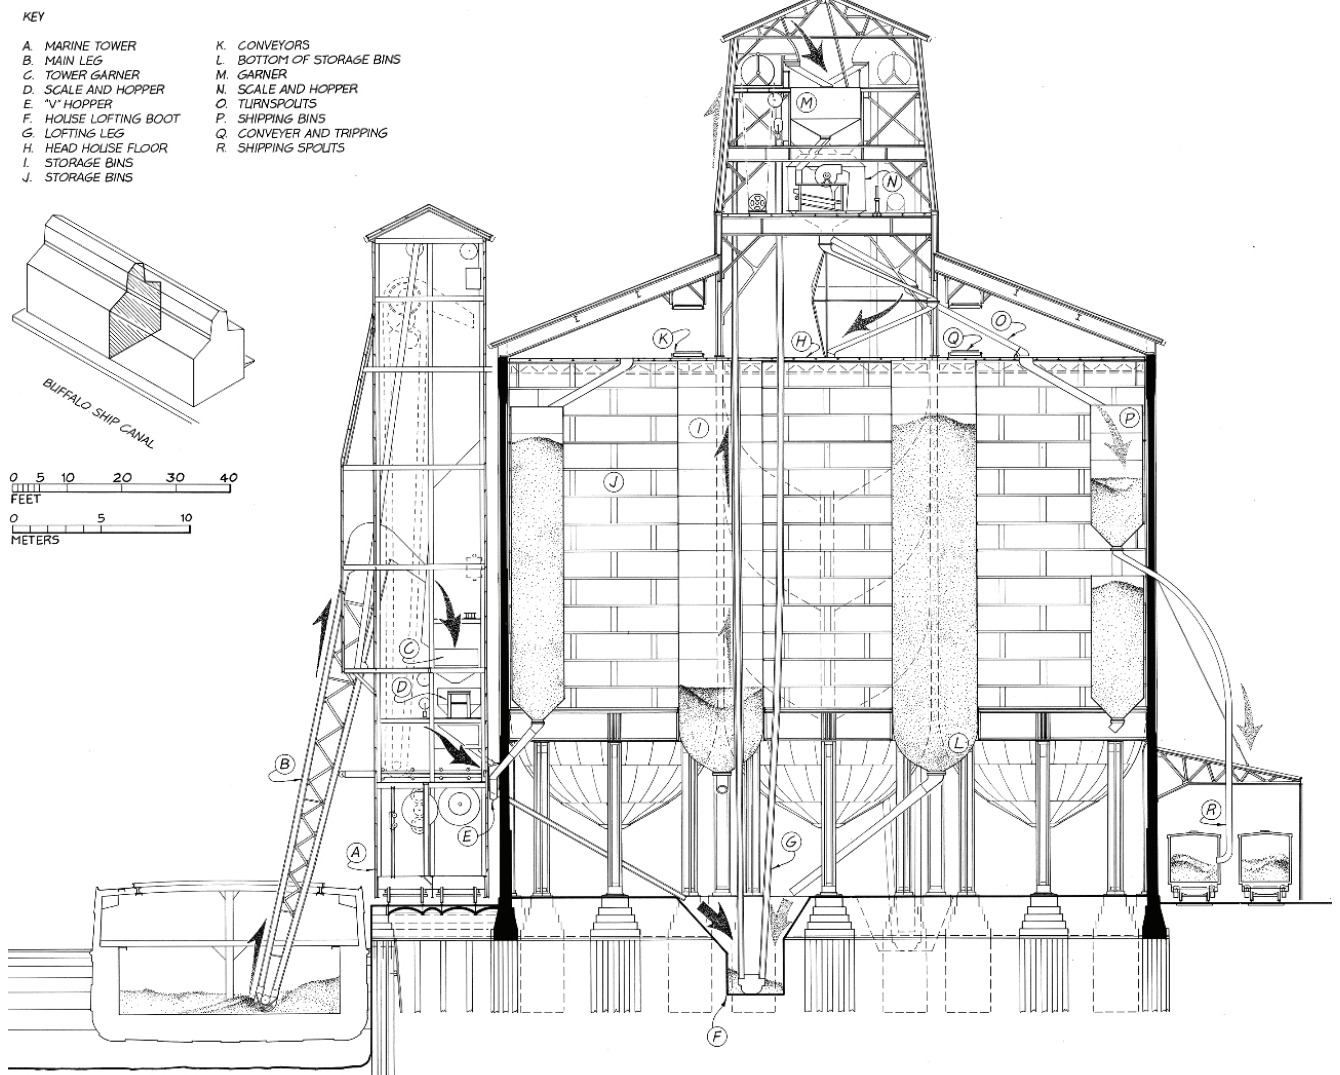 KEY
A. MARINE TOWER
B. MAIN LEG
C. TOWER GARNER
D. SCALE AND HOPPER
E. "V" HOPPER
F. HOUSE LOFTING BOOT
G. LOFTING LEG
H. HEAD HOUSE FLOOR
I. STORAGE BINS
J. STORAGE BINS
K. CONVEYORS
L. BOTTOM OF STORAGE BINS
M. GARNER
N. SCALE AND HOPPER
O. TURNSPOUTS
P. SHIPPING BINS
Q. CONVEYER AND TRIPPING
R. SHIPPING SPOUTS
BUFFALO SHIP CANAL
0 5 10 20 30 40
FEET
0 5 10
METERS
M
N
K
H
Q
O
P
I
J
C
D
L
B
E
R
A
G
F